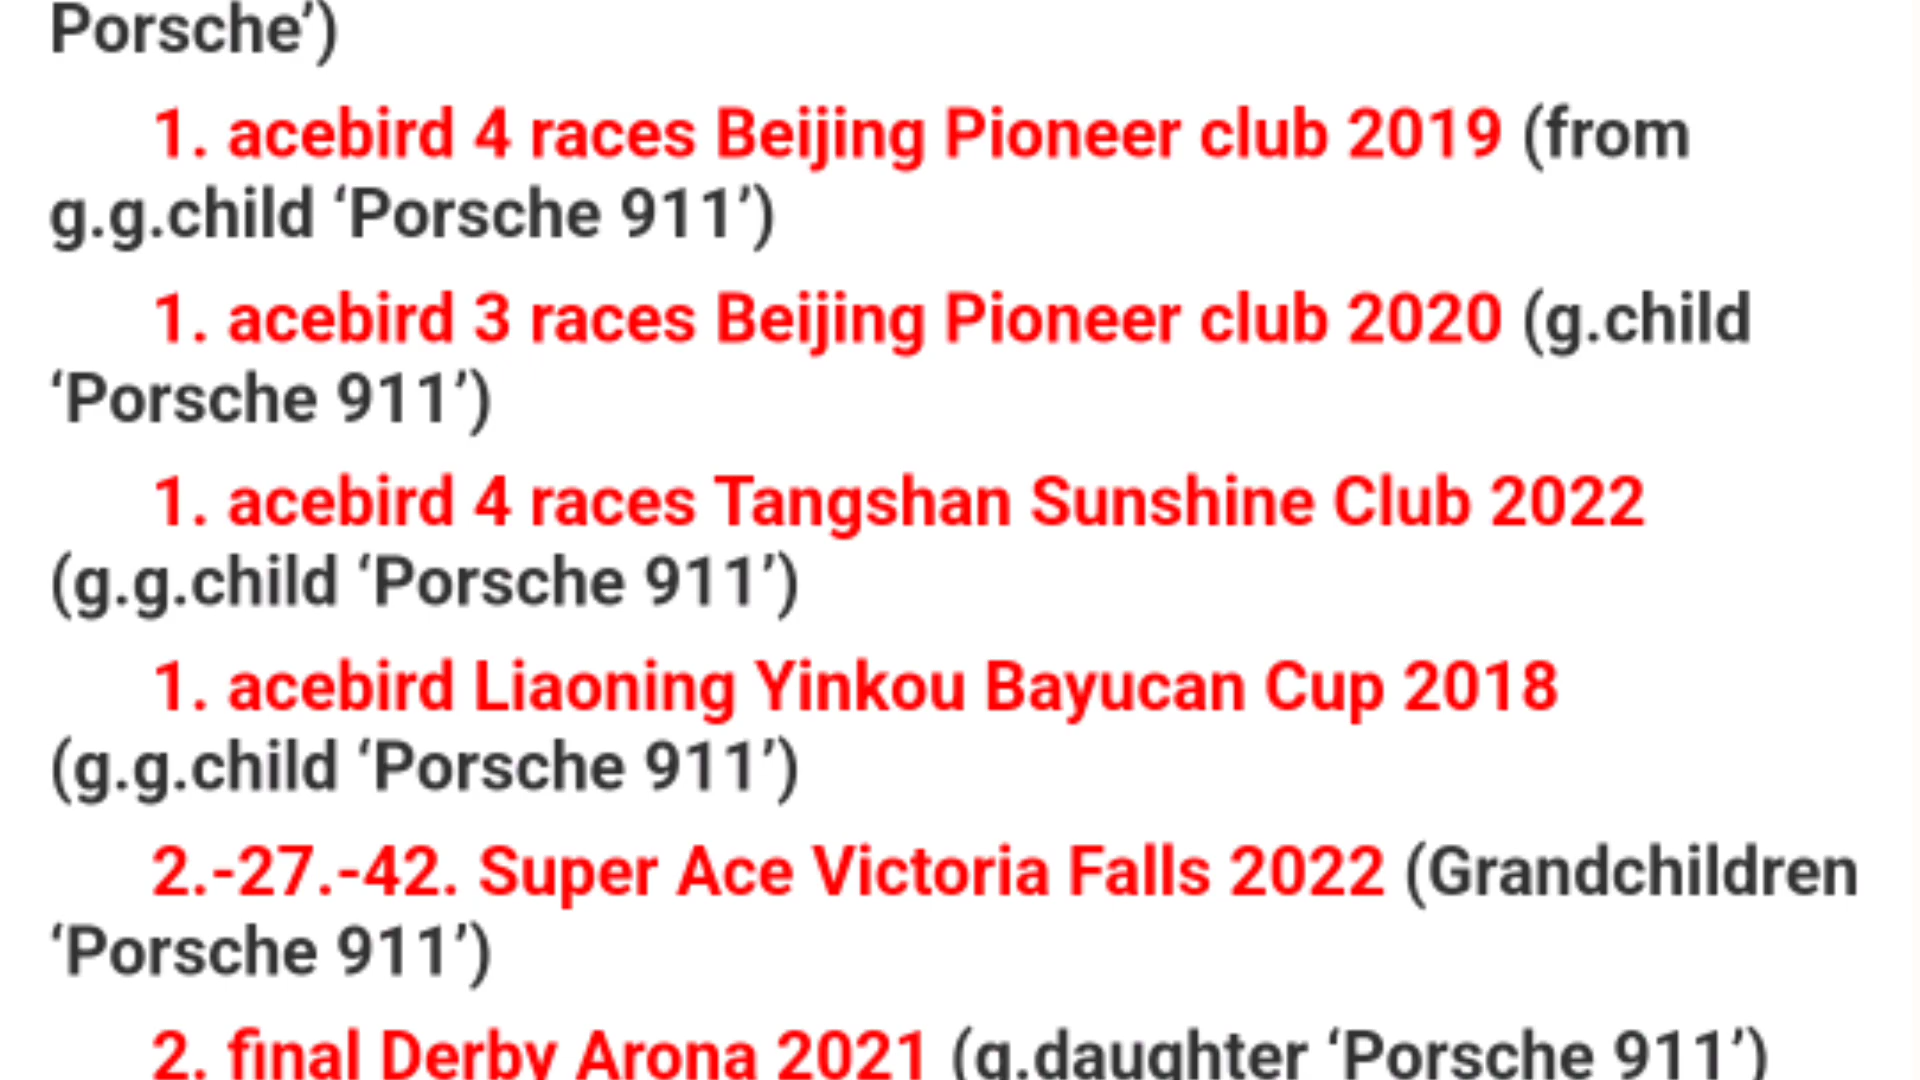 Porsche’)
1. acebird 4 races Beijing Pioneer club 2019 (from
g.g.child ‘Porsche 911’)
1. acebird 3 races Beijing Pioneer club 2020 (g.child
‘Porsche 911’)
1. acebird 4 races Tangshan Sunshine Club 2022
(g.g.child ‘Porsche 911’)
1. acebird Liaoning Yinkou Bayucan Cup 2018
(g.g.child ‘Porsche 911’)
2.-27.-42. Super Ace Victoria Falls 2022 (Grandchildren
‘Porsche 911’)
2. final Derby Arona 2021 (g.daughter ‘Porsche 911’)